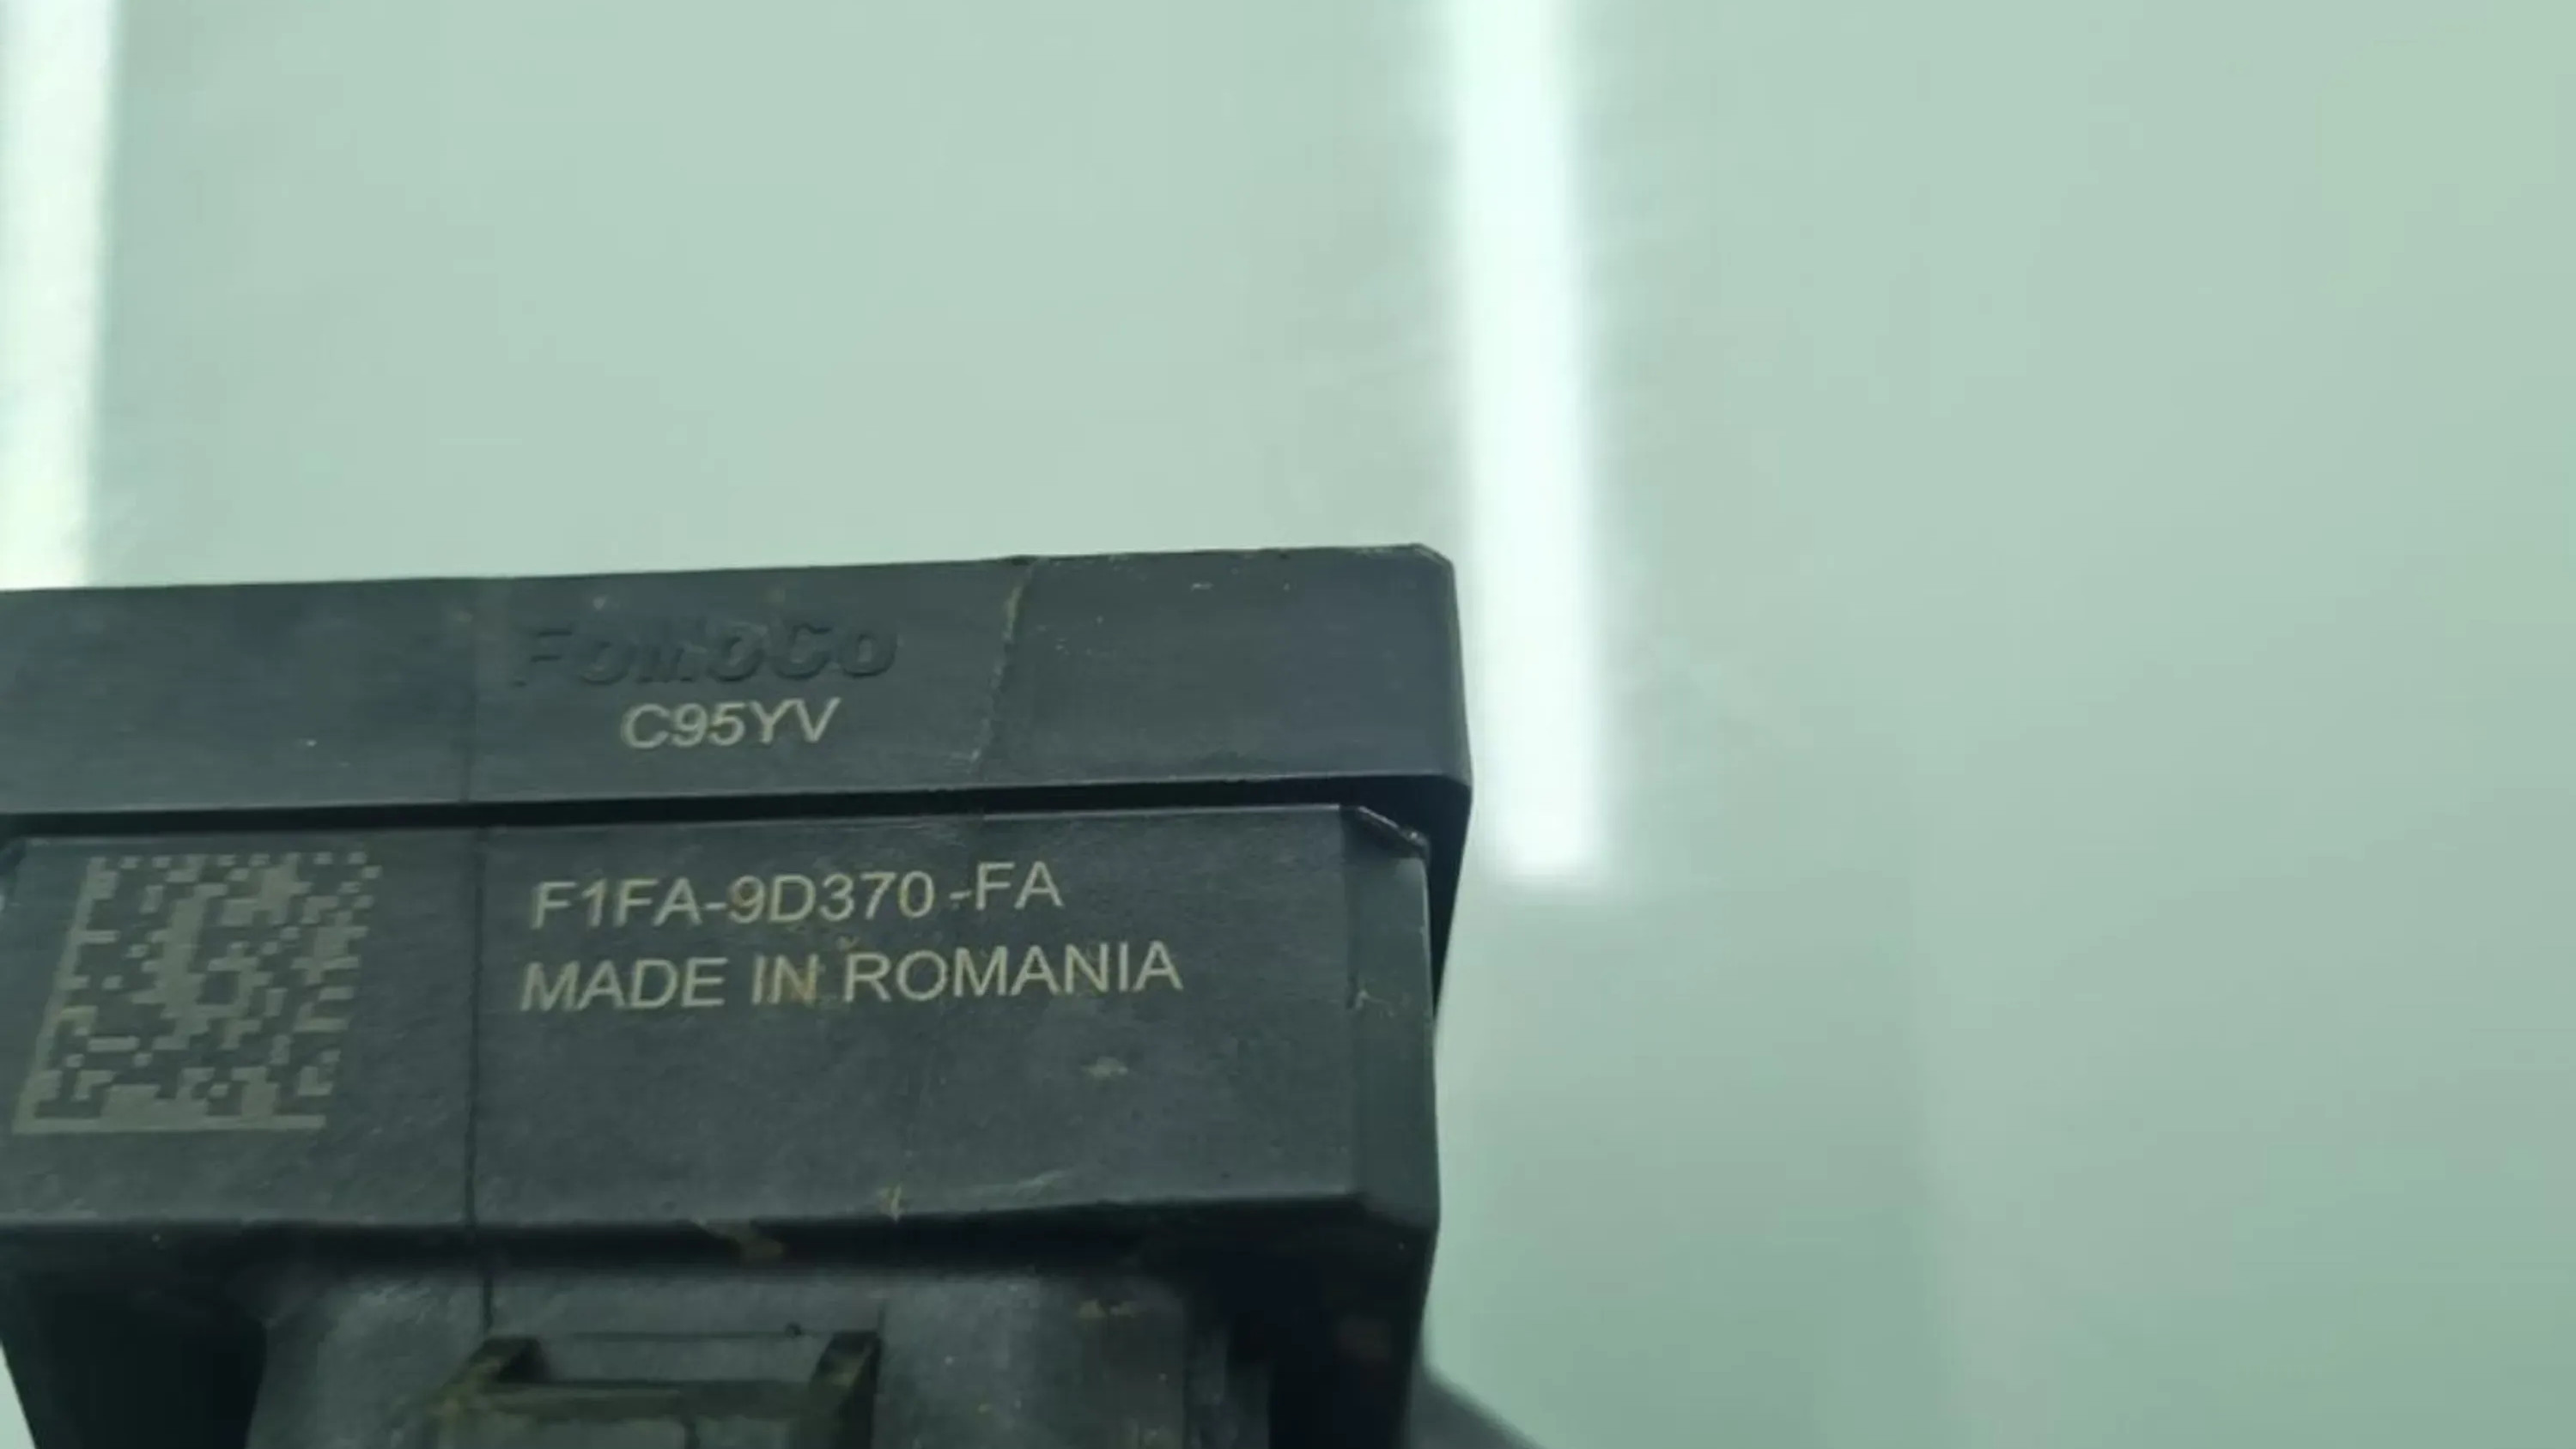 FoMoCo
C95YV
F1FA-9D370-FA
MADE IN ROMANIA